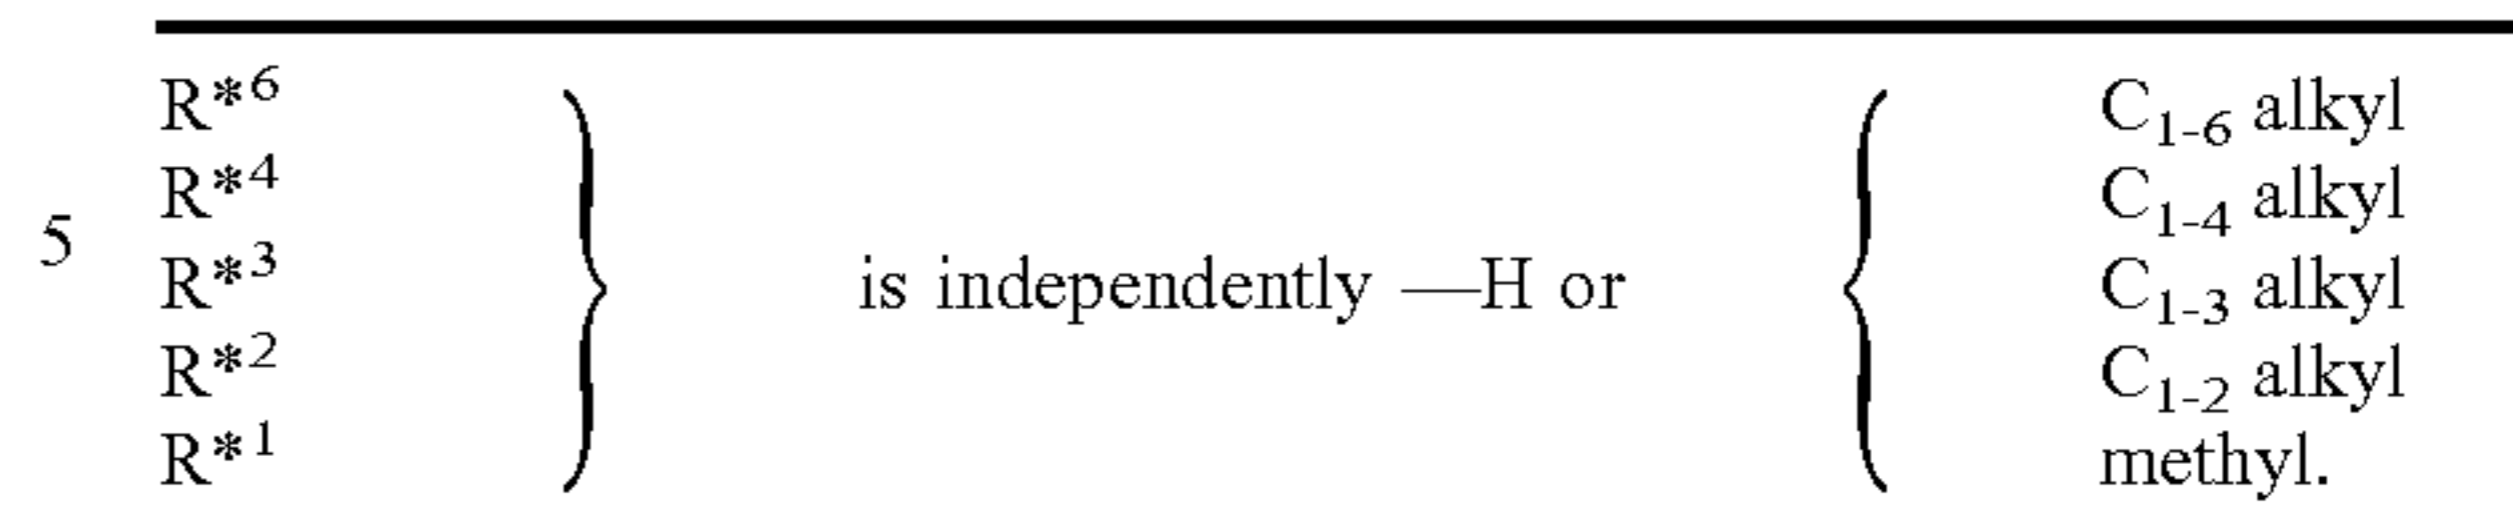 R*⁶ C₁₋₆ alkyl
R*⁴ C₁₋₄ alkyl
5
R*³ is independently —H or C₁₋₃ alkyl
R*² C₁₋₂ alkyl
R*¹ methyl.